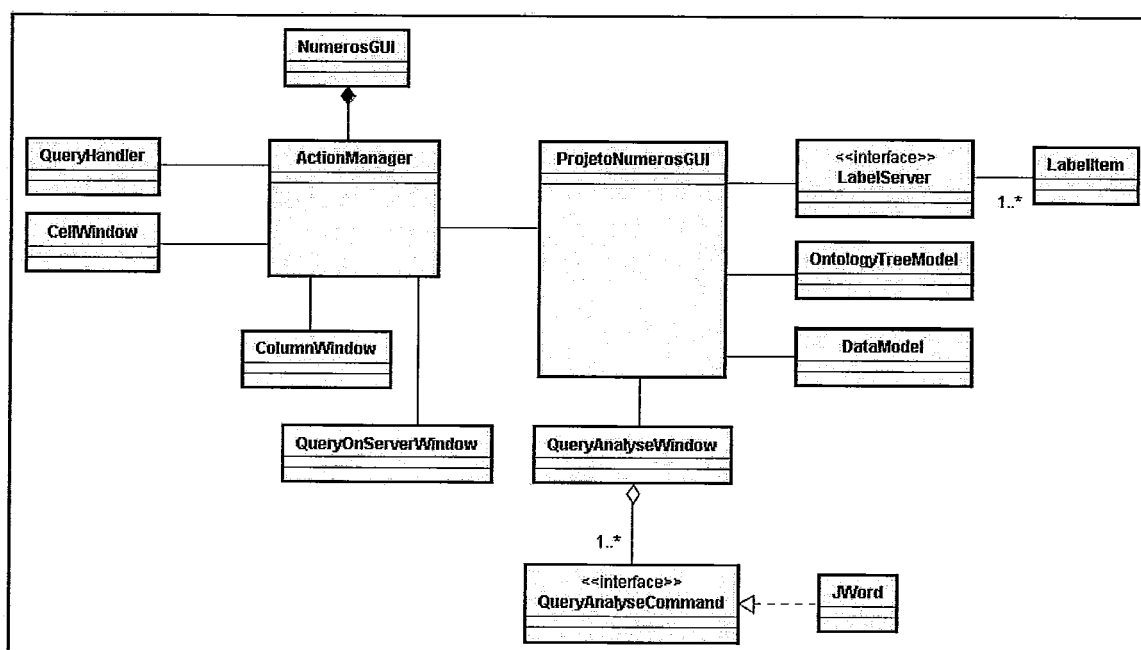 NumerosGUI
QueryHandler
ActionManager
ProjetoNumerosGUI
<<interface>>
LabelServer
LabelItem
1..*
CellWindow
OntologyTreeModel
ColumnWindow
DataModel
QueryOnServerWindow
QueryAnalyseWindow
1..*
<<interface>>
QueryAnalyseCommand
JWord